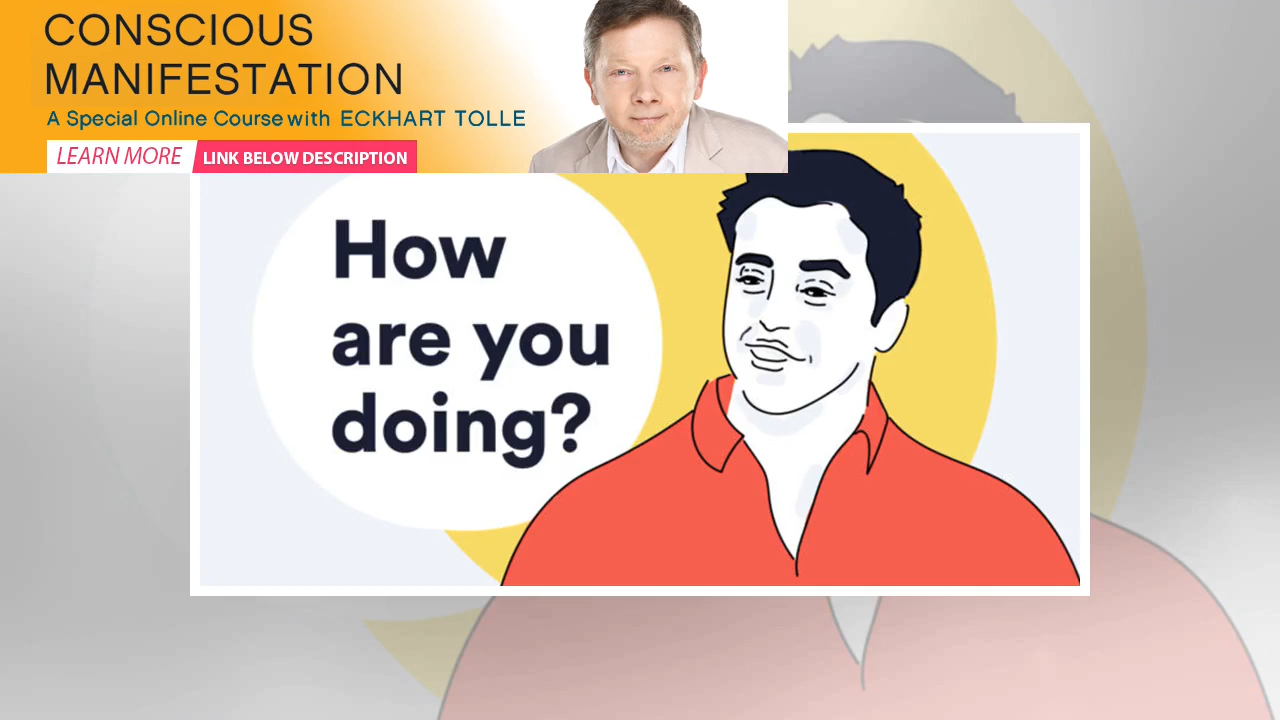 CONSCIOUS
MANIFESTATION
A Special Online Course with ECKHART TOLLE
LEARN MORE LINK BELOW DESCRIPTION
How
are you
doing?